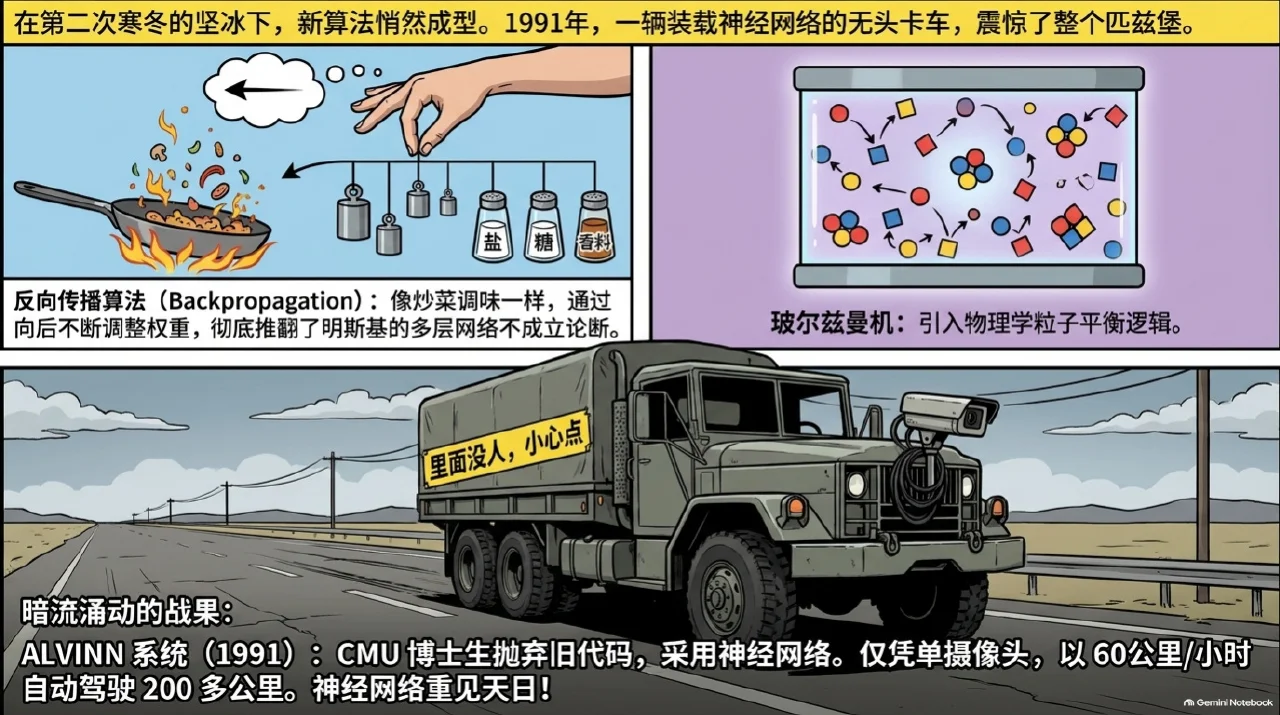 在第二次寒冬的坚冰下，新算法悄然成型。1991年，一辆装载神经网络的无头卡车，震惊了整个匹兹堡。
盐 糖 香料
反向传播算法（Backpropagation）：像炒菜调味一样，通过
向后不断调整权重，彻底推翻了明斯基的多层网络不成立论断。
玻尔兹曼机：引入物理学粒子平衡逻辑。
里面没人，小心点
暗流涌动的战果：
ALVINN 系统（1991）：CMU 博士生抛弃旧代码，采用神经网络。仅凭单摄像头，以 60公里/小时
自动驾驶 200 多公里。神经网络重见天日！
Gemini Notebook